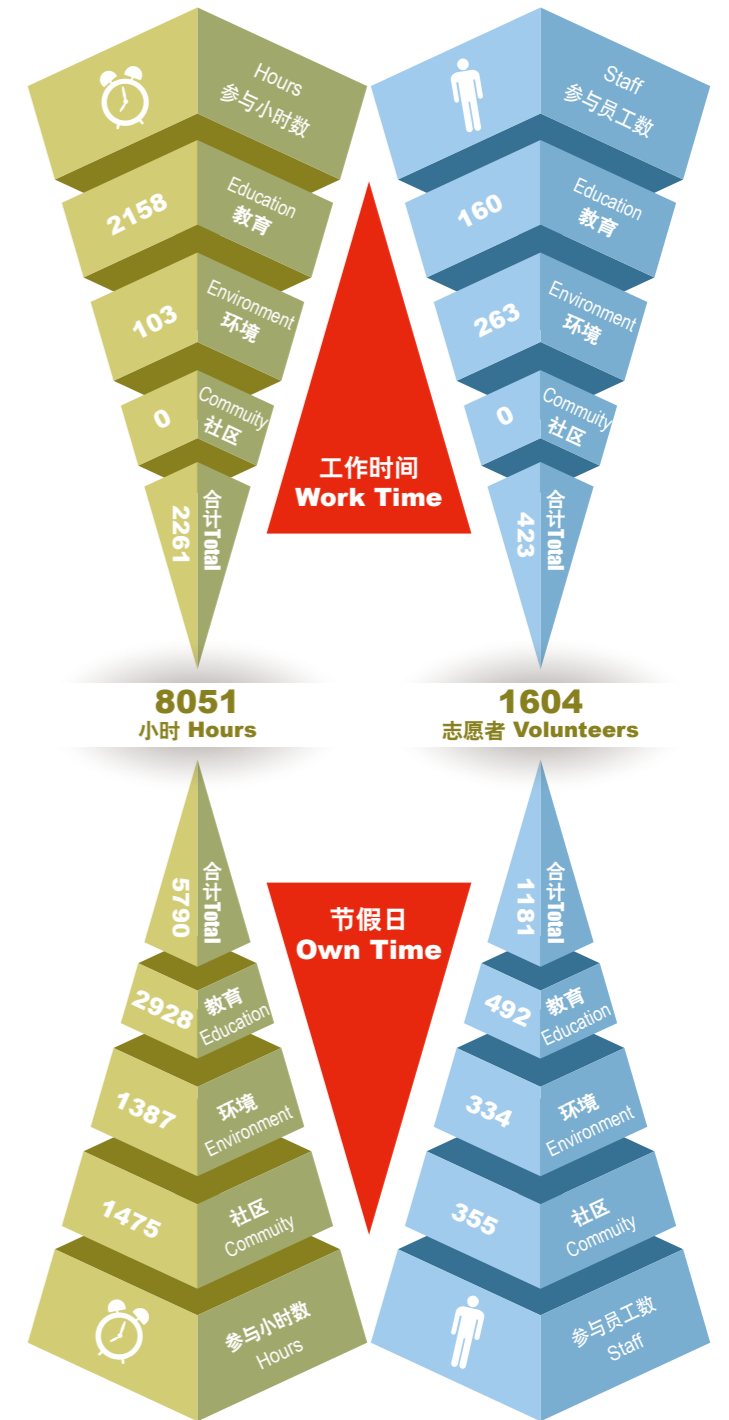 Hours
参与小时数
2158
Education
教育
103
Environment
环境
0
Commuity
社区
2261
合计Total
Staff
参与员工数
160
Education
教育
263
Environment
环境
0
Commuity
社区
423
合计Total
工作时间
Work Time
8051
小时 Hours
1604
志愿者 Volunteers
5790
合计Total
2928
教育
Education
1387
环境
Environment
1475
社区
Commuity
参与小时数
Hours
节假日
Own Time
1181
合计Total
492
教育
Education
334
环境
Environment
355
社区
Commuity
参与员工数
Staff